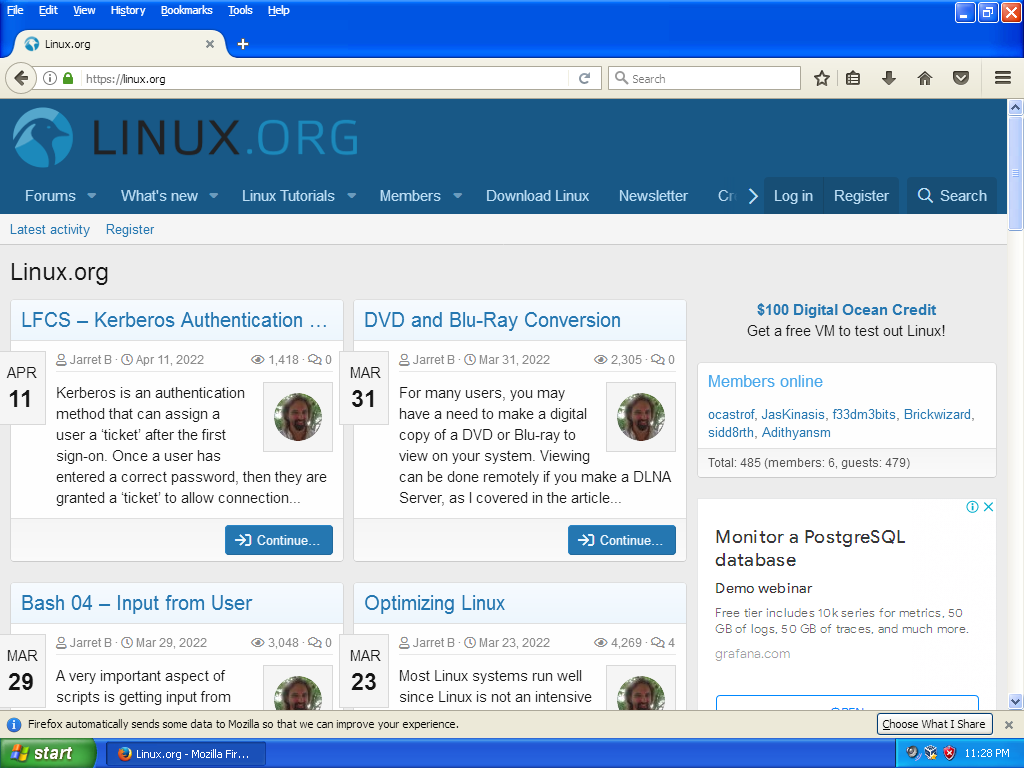 File Edit View History Bookmarks Tools Help
Linux.org
https://linux.org
Search
LINUX.ORG
Forums What's new Linux Tutorials Members Download Linux Newsletter Log in Register Search
Latest activity Register
Linux.org
LFCS – Kerberos Authentication ...
APR
11
Jarret B · Apr 11, 2022 1,418 · 0
Kerberos is an authentication
method that can assign a
user a ‘ticket’ after the first
sign-on. Once a user has
entered a correct password, then they are
granted a ‘ticket’ to allow connection...
Continue...
DVD and Blu-Ray Conversion
MAR
31
Jarret B · Mar 31, 2022 2,305 · 0
For many users, you may
have a need to make a digital
copy of a DVD or Blu-ray to
view on your system. Viewing
can be done remotely if you make a DLNA
Server, as I covered in the article...
Continue...
Bash 04 – Input from User
MAR
29
Jarret B · Mar 29, 2022 3,048 · 0
A very important aspect of
scripts is getting input from
Optimizing Linux
MAR
23
Jarret B · Mar 23, 2022 4,269 · 4
Most Linux systems run well
since Linux is not an intensive
$100 Digital Ocean Credit
Get a free VM to test out Linux!
Members online
ocastrof, JasKinasis, f33dm3bits, Brickwizard,
sidd8rth, Adithyansm
Total: 485 (members: 6, guests: 479)
Monitor a PostgreSQL
database
Demo webinar
Free tier includes 10k series for metrics, 50
GB of logs, 50 GB of traces, and much more.
grafana.com
Firefox automatically sends some data to Mozilla so that we can improve your experience.
Choose What I Share
start
Linux.org - Mozilla Fir...
11:28 PM